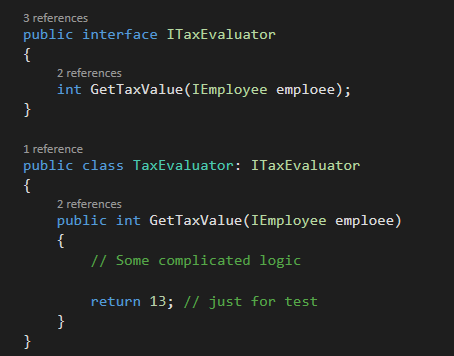 3 references
public interface ITaxEvaluator
{
2 references
int GetTaxValue(IEmployee emploee);
}
1 reference
public class TaxEvaluator: ITaxEvaluator
{
2 references
public int GetTaxValue(IEmployee emploee)
{
// Some complicated logic
return 13; // just for test
}
}